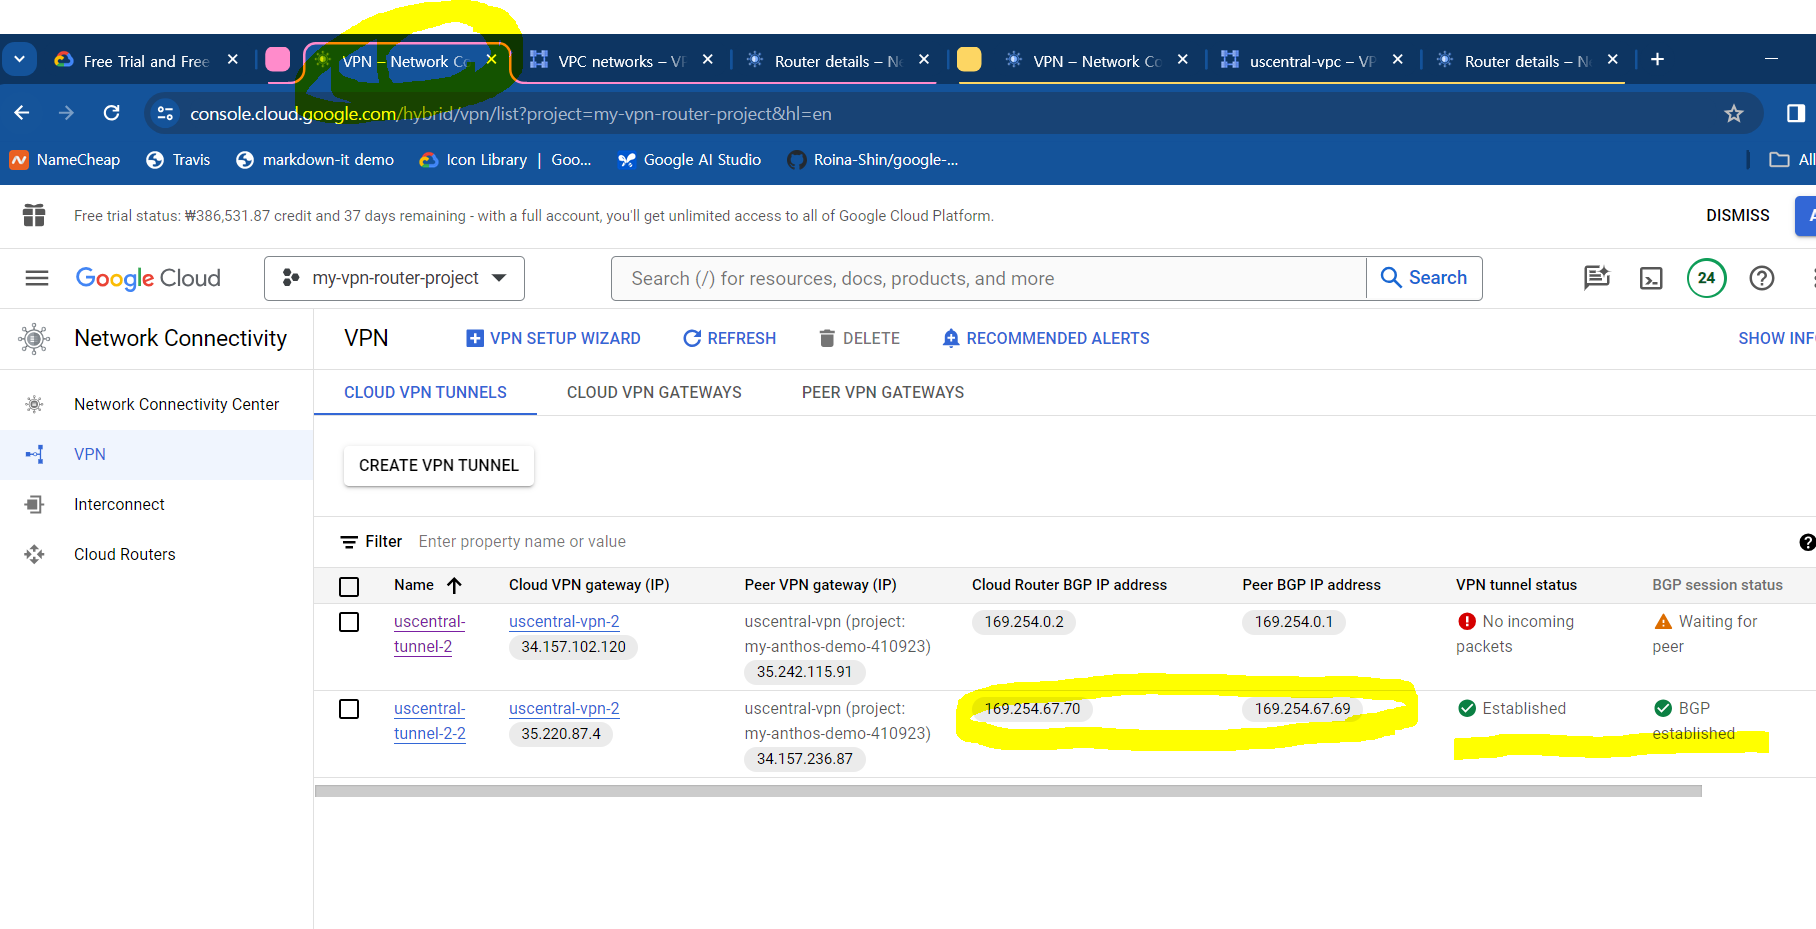 Free Trial and Free
VPN – Network Co
VPC networks – VP
Router details – Ne
VPN – Network Co
uscentral-vpc – VP
Router details – N
console.cloud.google.com/hybrid/vpn/list?project=my-vpn-router-project&hl=en
NameCheap
Travis
markdown-it demo
Icon Library | Goo...
Google AI Studio
Roina-Shin/google-...
All
Free trial status: ₩386,531.87 credit and 37 days remaining - with a full account, you'll get unlimited access to all of Google Cloud Platform.
DISMISS
A
Google Cloud
my-vpn-router-project
Search (/) for resources, docs, products, and more
Search
24
Network Connectivity
VPN
VPN SETUP WIZARD
REFRESH
DELETE
RECOMMENDED ALERTS
SHOW INFO
Network Connectivity Center
VPN
Interconnect
Cloud Routers
CLOUD VPN TUNNELS
CLOUD VPN GATEWAYS
PEER VPN GATEWAYS
CREATE VPN TUNNEL
Filter
Enter property name or value
Name
Cloud VPN gateway (IP)
Peer VPN gateway (IP)
Cloud Router BGP IP address
Peer BGP IP address
VPN tunnel status
BGP session status
uscentral-
tunnel-2
uscentral-vpn-2
34.157.102.120
uscentral-vpn (project:
my-anthos-demo-410923)
35.242.115.91
169.254.0.2
169.254.0.1
No incoming
packets
Waiting for
peer
uscentral-
tunnel-2-2
uscentral-vpn-2
35.220.87.4
uscentral-vpn (project:
my-anthos-demo-410923)
34.157.236.87
169.254.67.70
169.254.67.69
Established
BGP
established